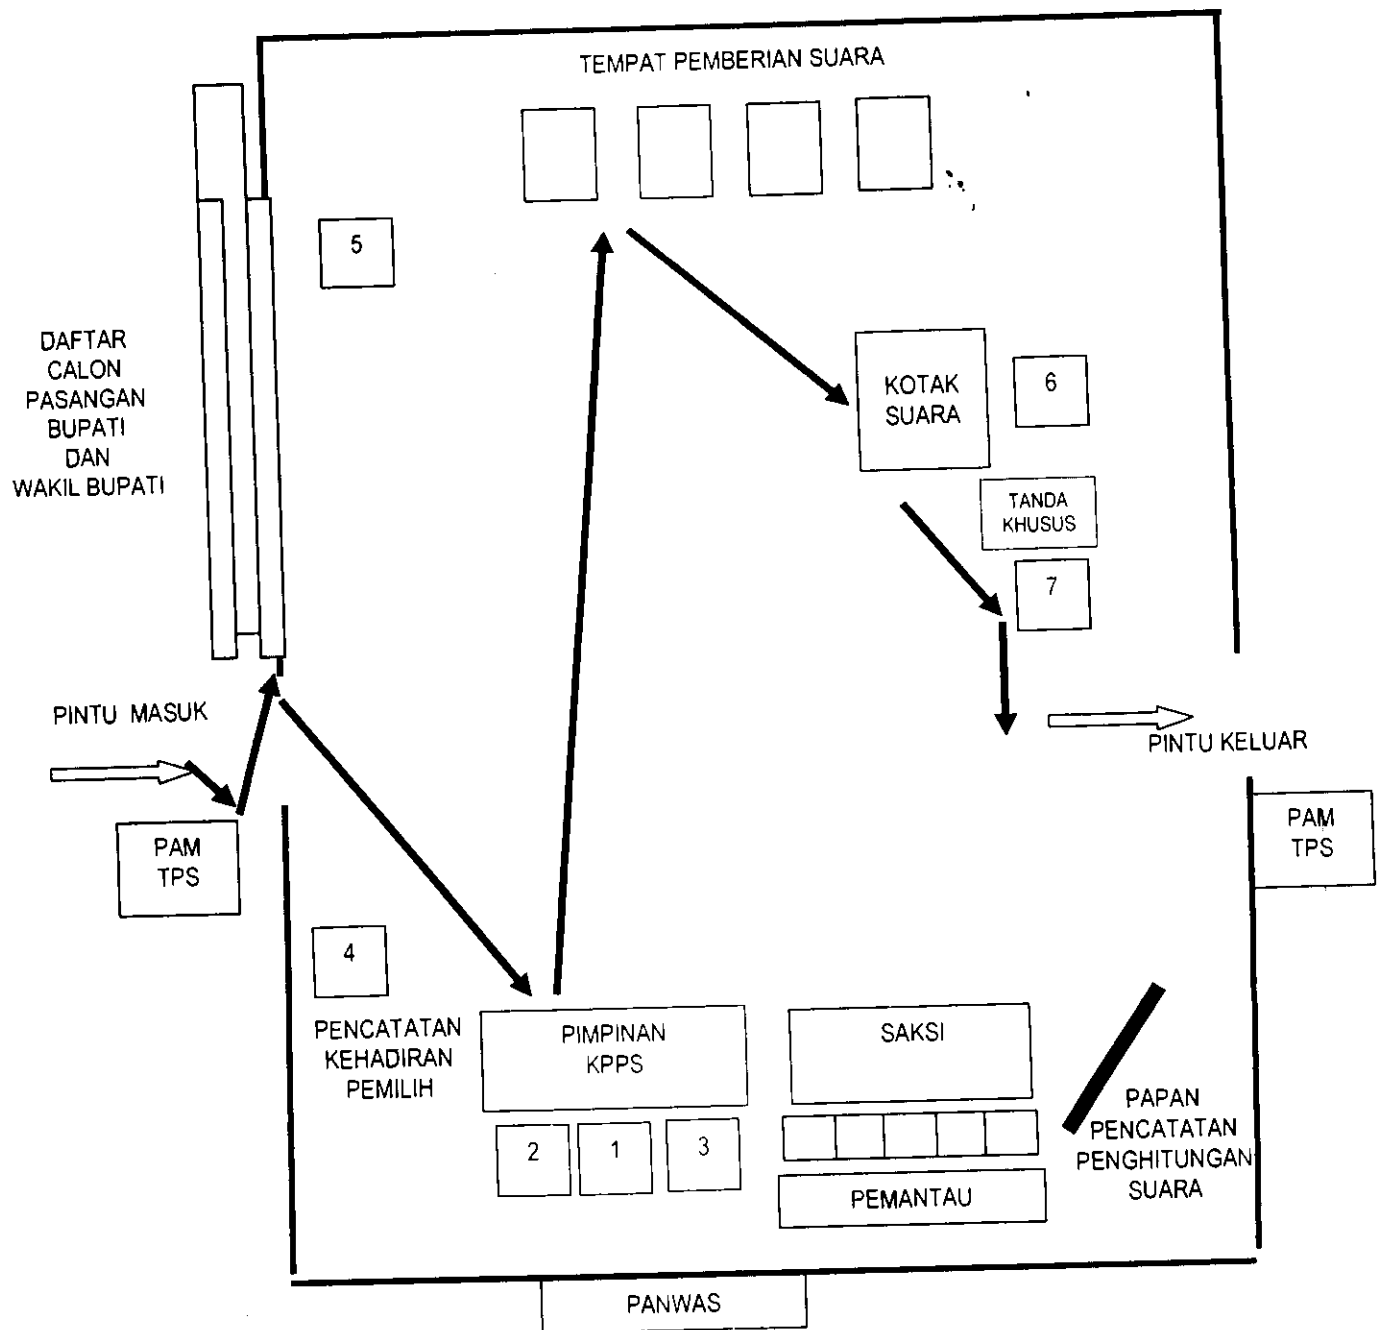 TEMPAT PEMBERIAN SUARA
5
DAFTAR
CALON
PASANGAN
BUPATI
DAN
WAKIL BUPATI
KOTAK
SUARA
6
TANDA
KHUSUS
7
PINTU MASUK
PINTU KELUAR
PAM
TPS
PAM
TPS
4
PENCATATAN
KEHADIRAN
PEMILIH
PIMPINAN
KPPS
SAKSI
2
1
3
PEMANTAU
PAPAN
PENCATATAN
PENGHITUNGAN
SUARA
PANWAS